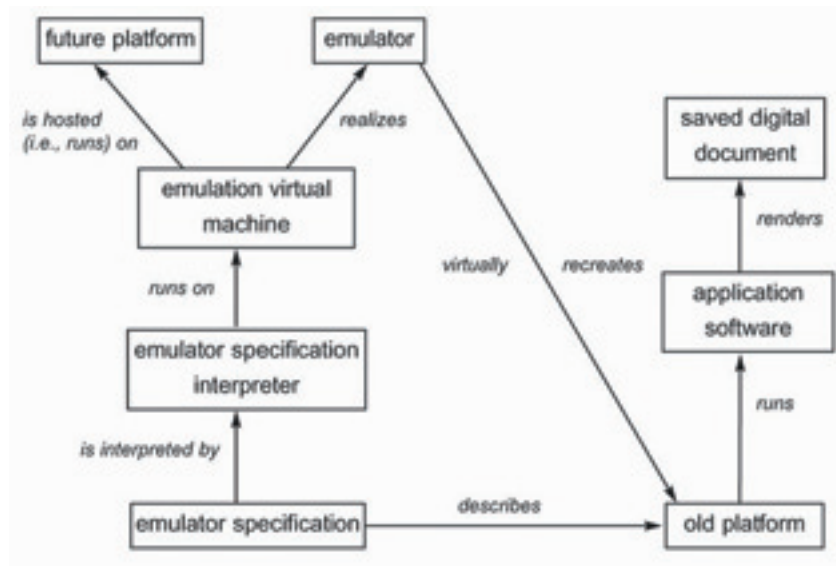 future platform
emulator
is hosted
(i.e., runs) on
realizes
saved digital
document
emulation virtual
machine
renders
virtually
recreates
runs on
application
software
emulator specification
interpreter
runs
is interpreted by
emulator specification
describes
old platform